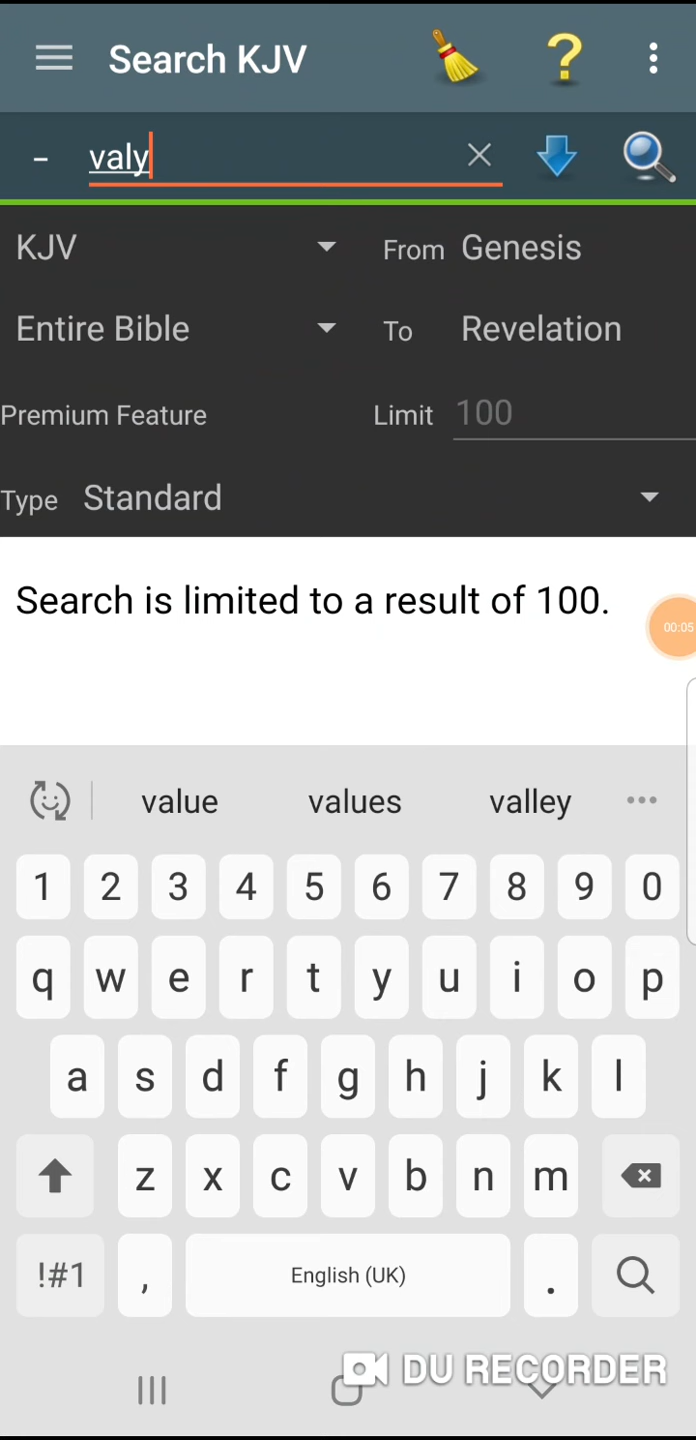 Search KJV
valy
KJV From Genesis
Entire Bible To Revelation
Premium Feature Limit 100
Type Standard
Search is limited to a result of 100.
00:05
value values valley
1 2 3 4 5 6 7 8 9 0
q w e r t y u i o p
a s d f g h j k l
z x c v b n m
!#1 , English (UK) .
DU RECORDER